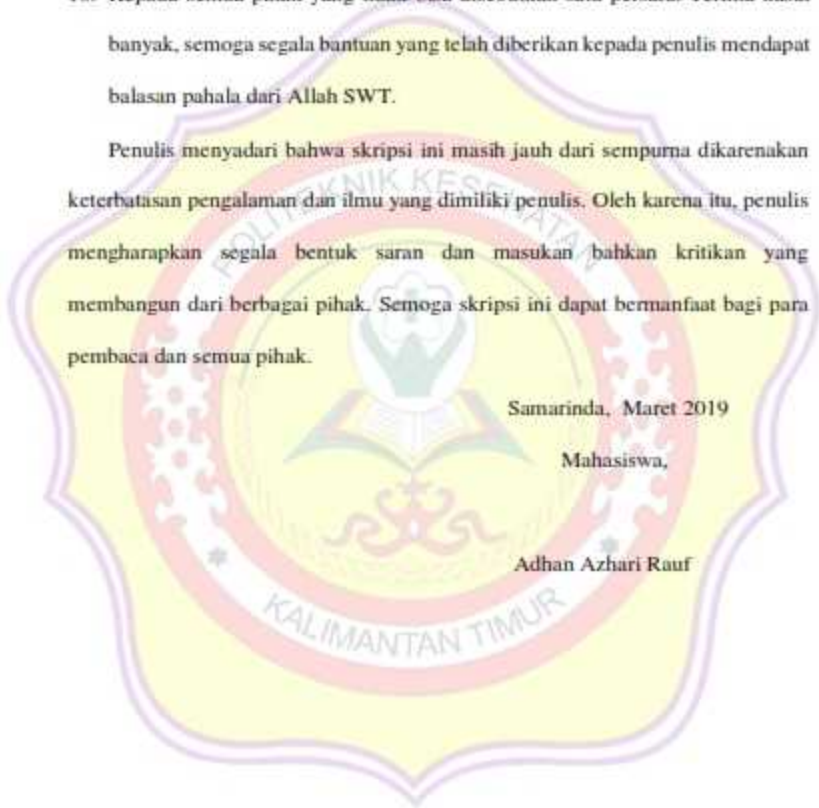 banyak, semoga segala bantuan yang telah diberikan kepada penulis mendapat
balasan pahala dari Allah SWT.
Penulis menyadari bahwa skripsi ini masih jauh dari sempurna dikarenakan
keterbatasan pengalaman dan ilmu yang dimiliki penulis. Oleh karena itu, penulis
mengharapkan segala bentuk saran dan masukan bahkan kritikan yang
membangun dari berbagai pihak. Semoga skripsi ini dapat bermanfaat bagi para
pembaca dan semua pihak.
Samarinda, Maret 2019
Mahasiswa,
Adhan Azhari Rauf
POLITEKNIK KESEHATAN
KALIMANTAN TIMUR